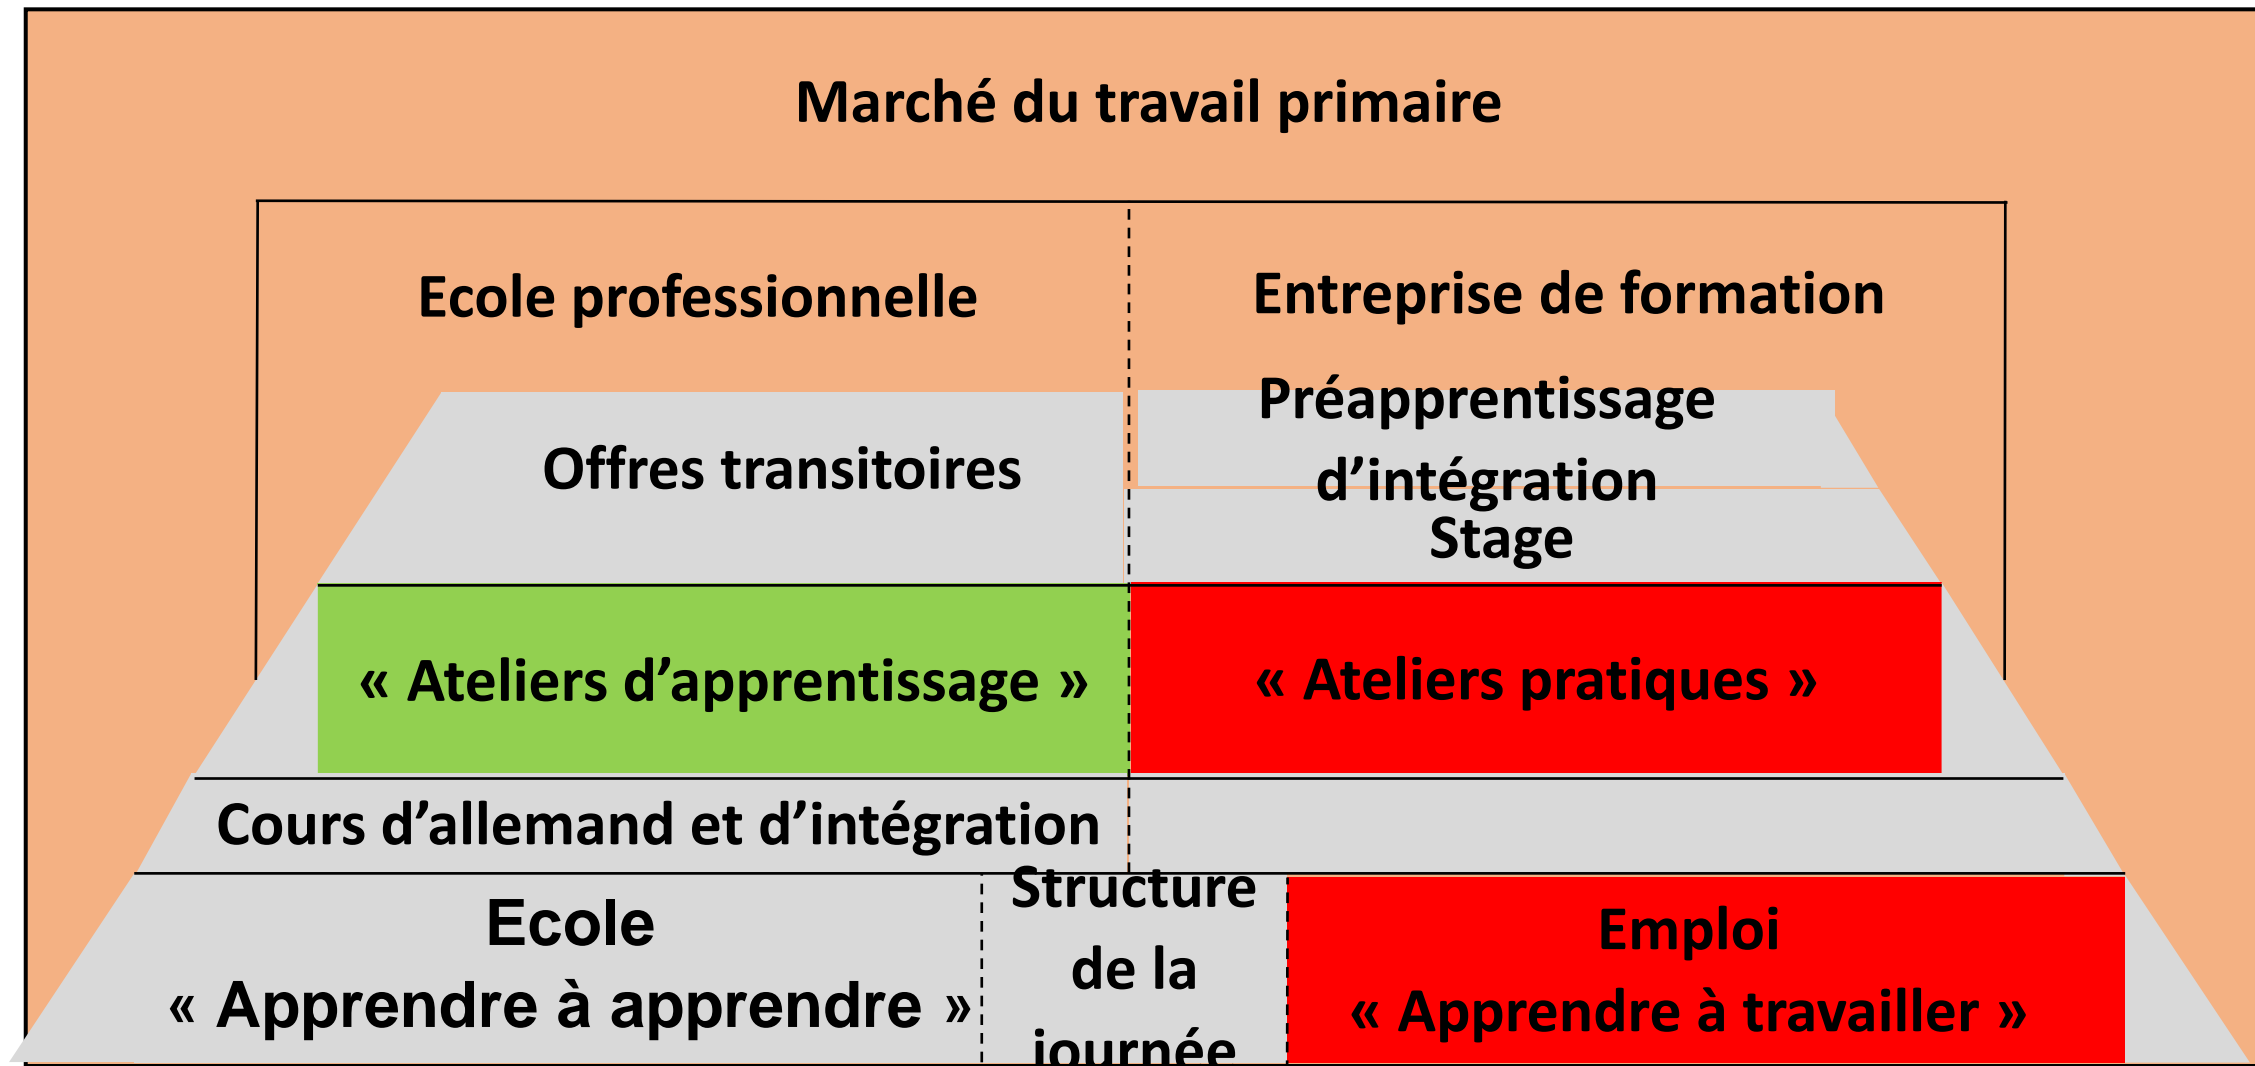 Marché du travail primaire
Ecole professionnelle
Entreprise de formation
Offres transitoires
Préapprentissage
d’intégration
Stage
« Ateliers d’apprentissage »
« Ateliers pratiques »
Cours d’allemand et d’intégration
Ecole
« Apprendre à apprendre »
Structure
de la
journée
Emploi
« Apprendre à travailler »